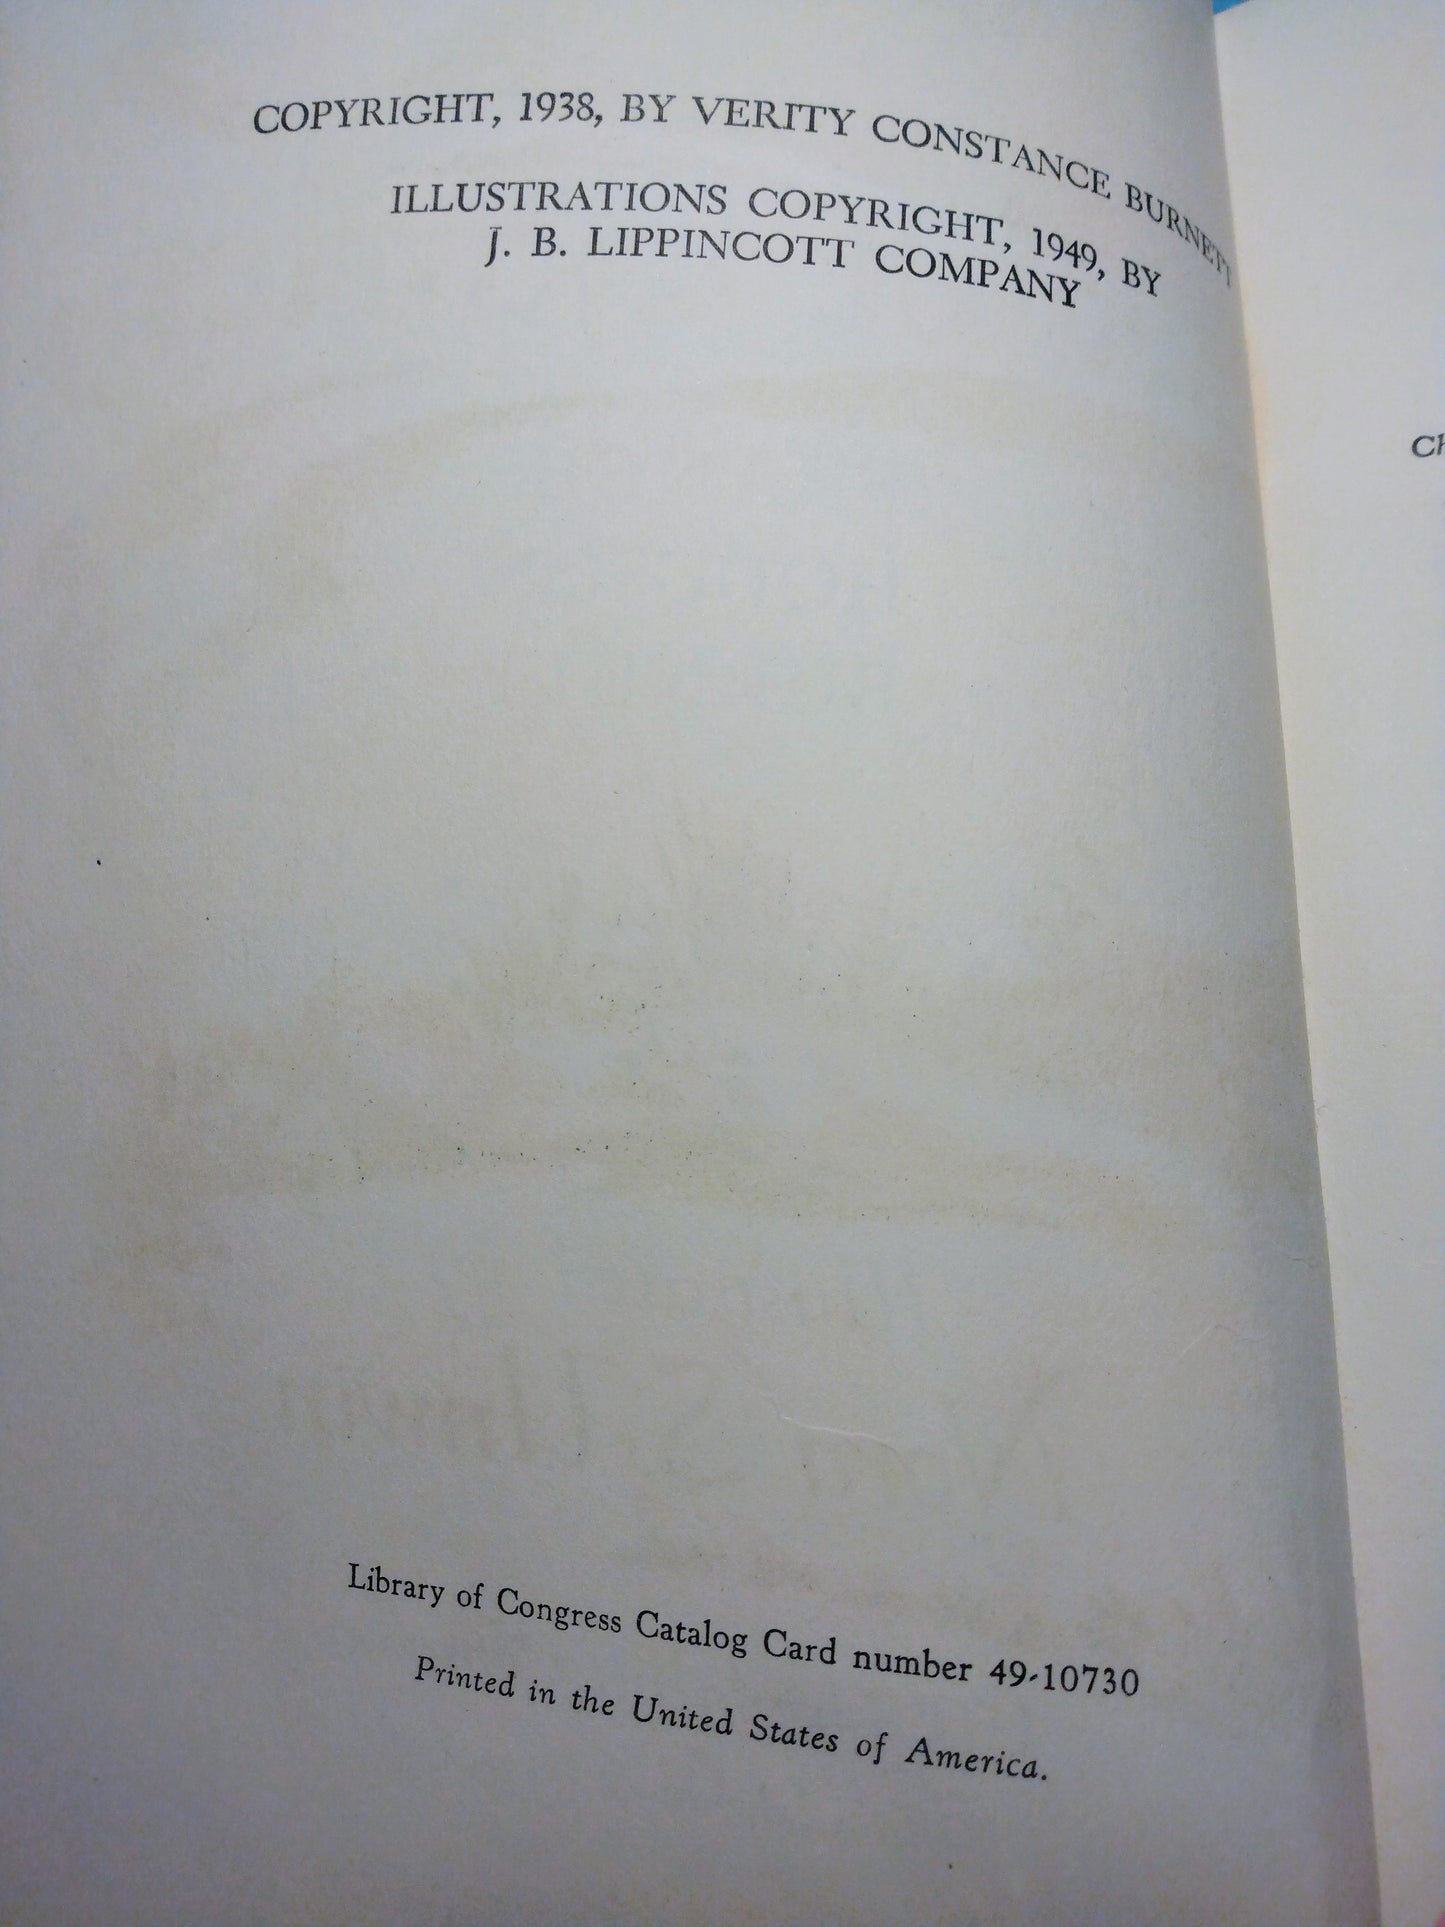 COPYRIGHT, 1938, BY VERITY CONSTANCE BURNETT
ILLUSTRATIONS COPYRIGHT, 1949, BY
J. B. LIPPINCOTT COMPANY
Library of Congress Catalog Card number 49-10730
Printed in the United States of America.
Ch